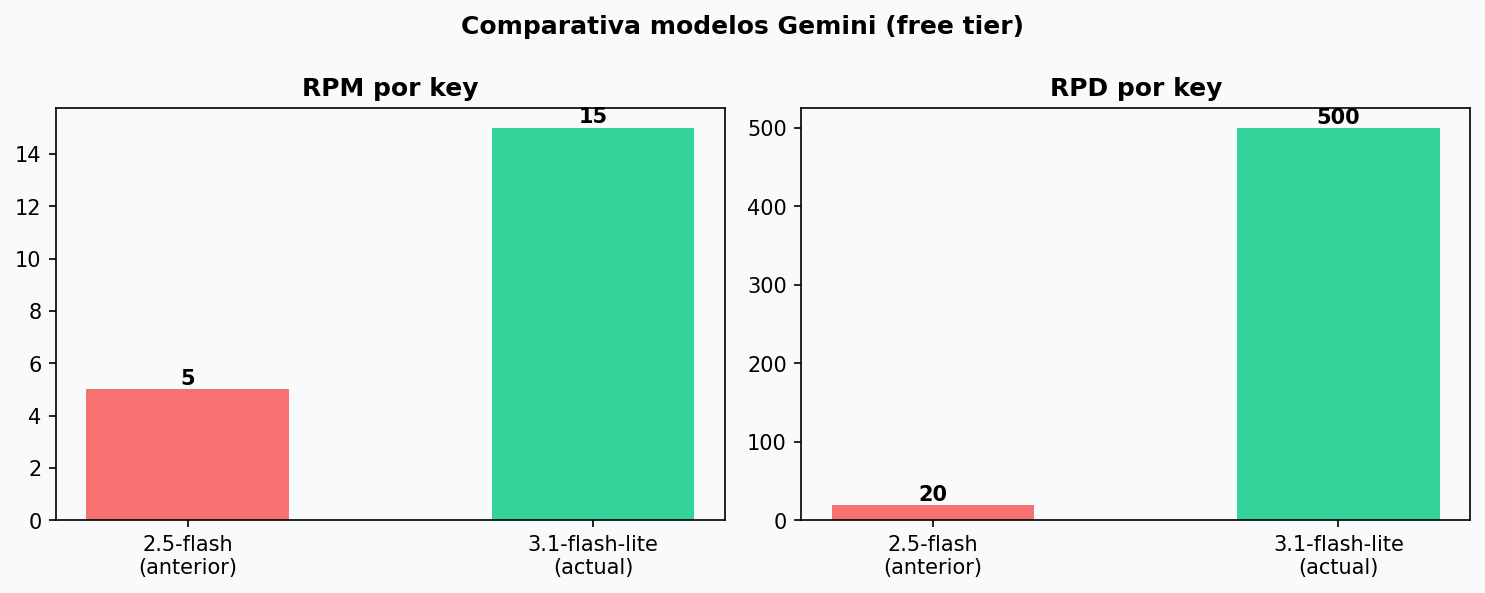 Comparativa modelos Gemini (free tier)
RPM por key
15
14
12
10
8
6
5
4
2
0
2.5-flash
(anterior)
3.1-flash-lite
(actual)
RPD por key
500
500
400
300
200
100
20
0
2.5-flash
(anterior)
3.1-flash-lite
(actual)